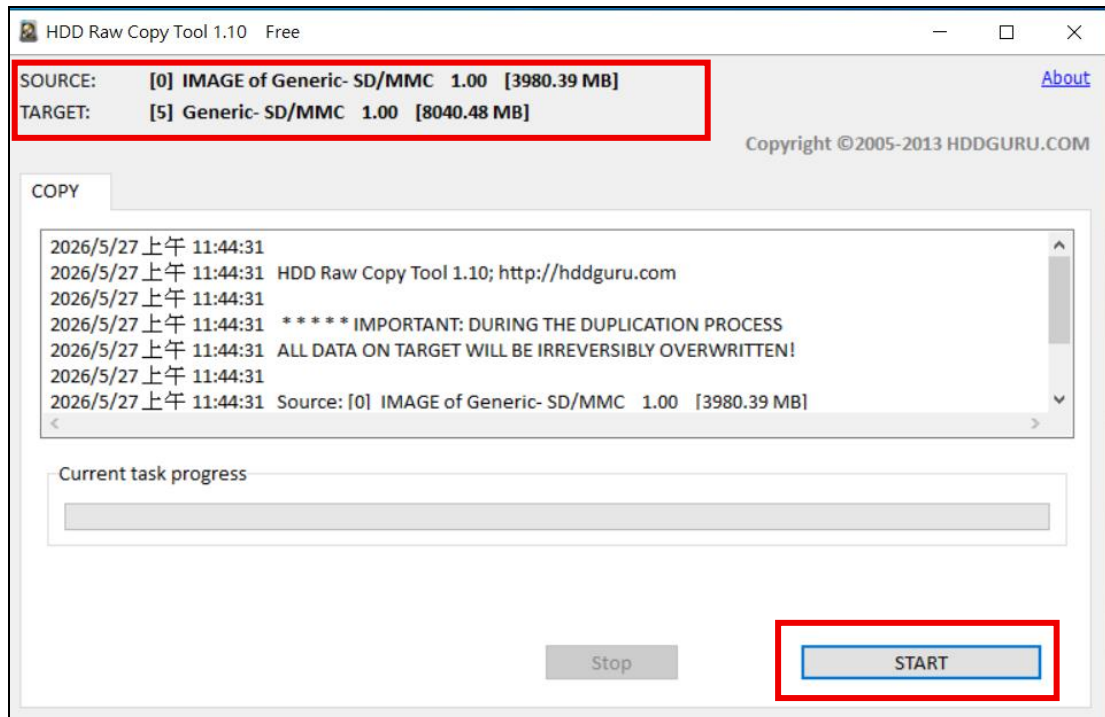 HDD Raw Copy Tool 1.10 Free
SOURCE: [0] IMAGE of Generic- SD/MMC 1.00 [3980.39 MB]
About
TARGET: [5] Generic- SD/MMC 1.00 [8040.48 MB]
Copyright ©2005-2013 HDDGURU.COM
COPY
2026/5/27 上午 11:44:31
2026/5/27 上午 11:44:31 HDD Raw Copy Tool 1.10; http://hddguru.com
2026/5/27 上午 11:44:31
2026/5/27 上午 11:44:31 * * * * * IMPORTANT: DURING THE DUPLICATION PROCESS
2026/5/27 上午 11:44:31 ALL DATA ON TARGET WILL BE IRREVERSIBLY OVERWRITTEN!
2026/5/27 上午 11:44:31
2026/5/27 上午 11:44:31 Source: [0] IMAGE of Generic- SD/MMC 1.00 [3980.39 MB]
Current task progress
Stop
START